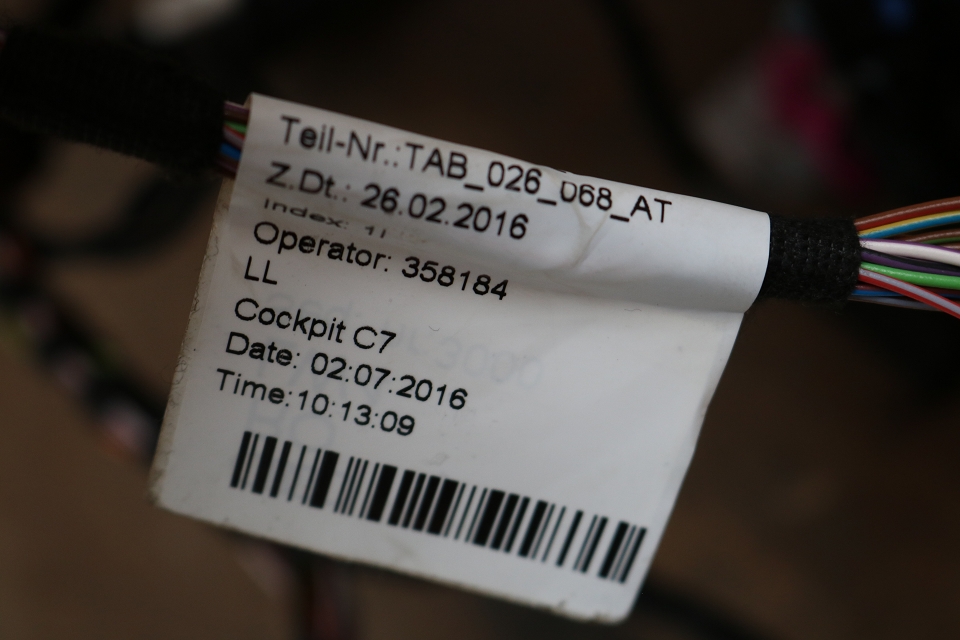 Teil-Nr.:TAB_026_068_AT
Z.Dt.: 26.02.2016
Index:
Operator: 358184
LL
Cockpit C7
Date: 02:07:2016
Time:10:13:09